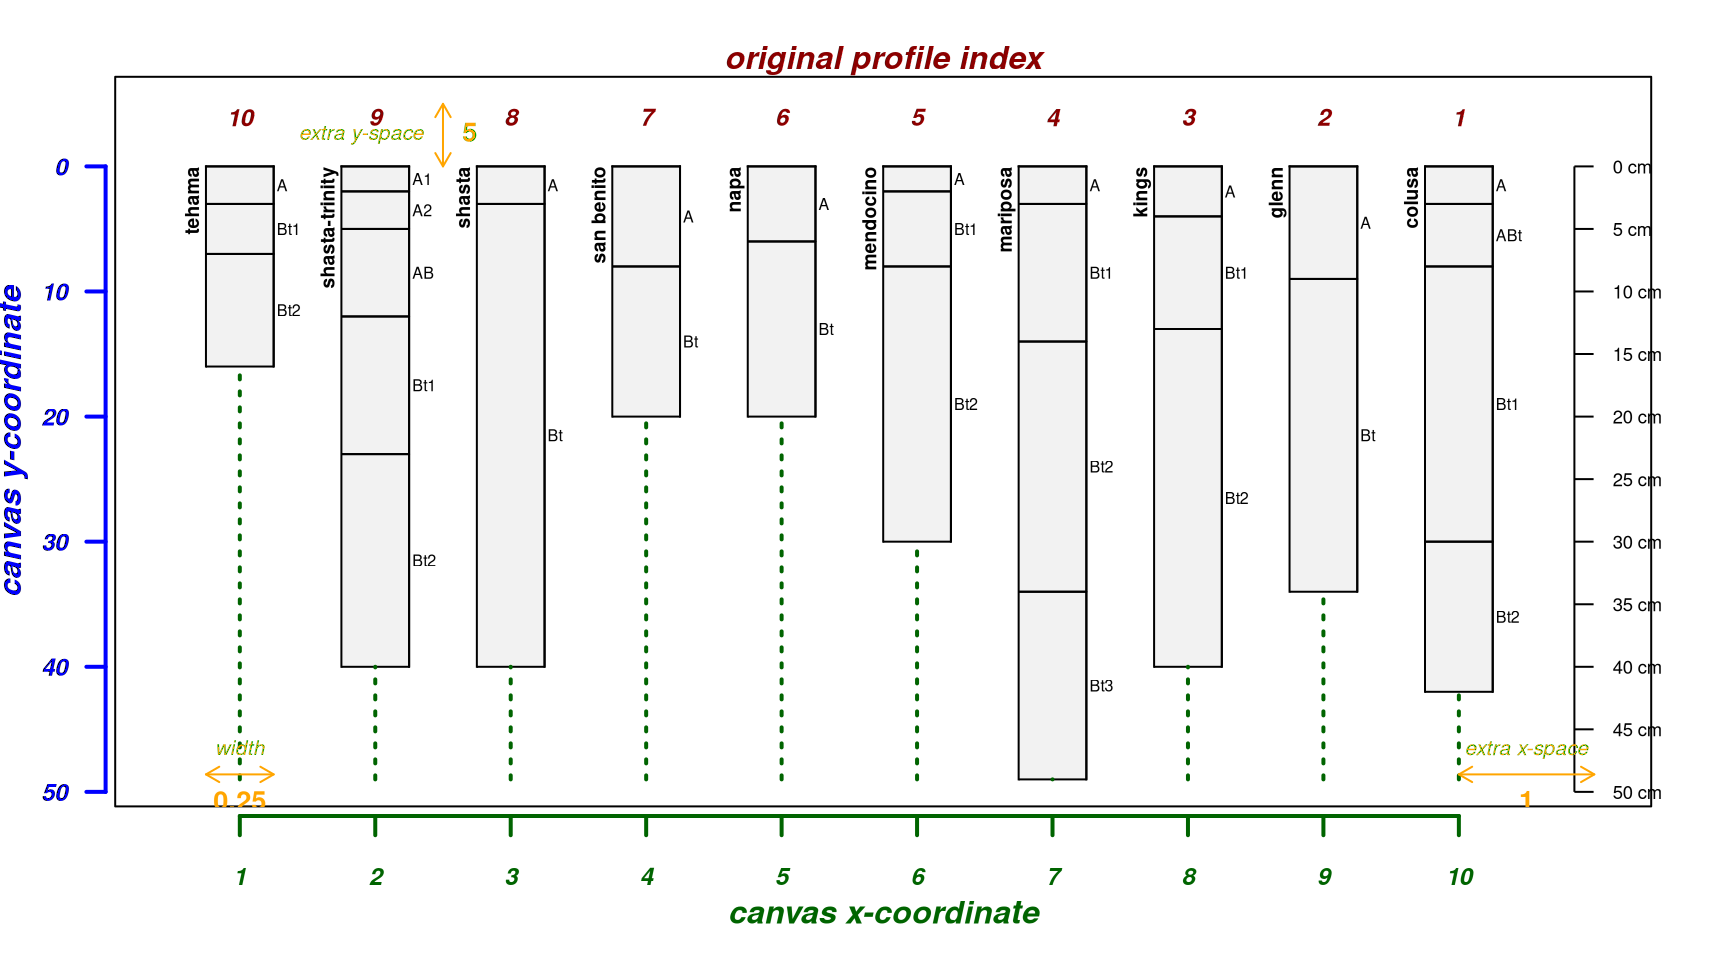 original profile index
10 9 8 7 6 5 4 3 2 1
extra y-space 5
canvas y-coordinate
0
10
20
30
40
50
tehama
A
Bt1
Bt2
shasta-trinity
A1
A2
AB
Bt1
Bt2
shasta
A
Bt
san benito
A
Bt
napa
A
Bt
mendocino
A
Bt1
Bt2
mariposa
A
Bt1
Bt2
Bt3
kings
A
Bt1
Bt2
glenn
A
Bt
colusa
A
ABt
Bt1
Bt2
0 cm
5 cm
10 cm
15 cm
20 cm
25 cm
30 cm
35 cm
40 cm
45 cm
50 cm
width
0.25
extra x-space
1
1 2 3 4 5 6 7 8 9 10
canvas x-coordinate